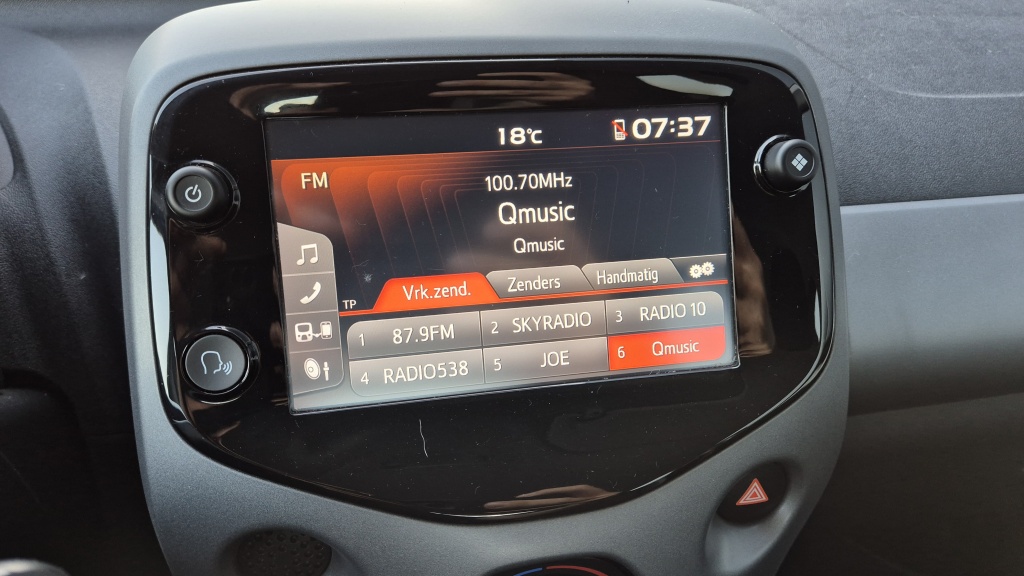 18°C
07:37
FM
100.70MHz
Qmusic
Qmusic
TP
Vrk.zend.
Zenders
Handmatig
1 87.9FM
2 SKYRADIO
3 RADIO 10
4 RADIO538
5 JOE
6 Qmusic